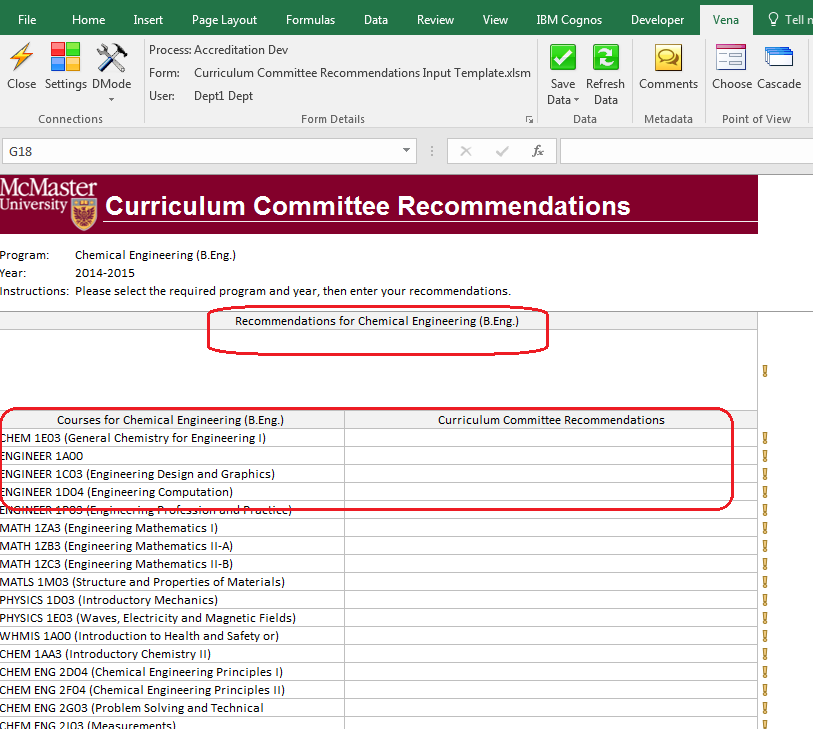 File Home Insert Page Layout Formulas Data Review View IBM Cognos Developer Vena Tell
Close Settings DMode
Connections
Process: Accreditation Dev
Form: Curriculum Committee Recommendations Input Template.xlsm
User: Dept1 Dept
Form Details
Save Data Refresh Data
Data
Comments
Metadata
Choose Cascade
Point of View
G18 fx
McMaster
University
Curriculum Committee Recommendations
Program: Chemical Engineering (B.Eng.)
Year: 2014-2015
Instructions: Please select the required program and year, then enter your recommendations.
Recommendations for Chemical Engineering (B.Eng.)
Courses for Chemical Engineering (B.Eng.) Curriculum Committee Recommendations
CHEM 1E03 (General Chemistry for Engineering I)
ENGINEER 1A00
ENGINEER 1C03 (Engineering Design and Graphics)
ENGINEER 1D04 (Engineering Computation)
ENGINEER 1P03 (Engineering Profession and Practice)
MATH 1ZA3 (Engineering Mathematics I)
MATH 1ZB3 (Engineering Mathematics II-A)
MATH 1ZC3 (Engineering Mathematics II-B)
MATLS 1M03 (Structure and Properties of Materials)
PHYSICS 1D03 (Introductory Mechanics)
PHYSICS 1E03 (Waves, Electricity and Magnetic Fields)
WHMIS 1A00 (Introduction to Health and Safety or)
CHEM 1AA3 (Introductory Chemistry II)
CHEM ENG 2D04 (Chemical Engineering Principles I)
CHEM ENG 2F04 (Chemical Engineering Principles II)
CHEM ENG 2G03 (Problem Solving and Technical
CHEM ENG 2I03 (Measurements)